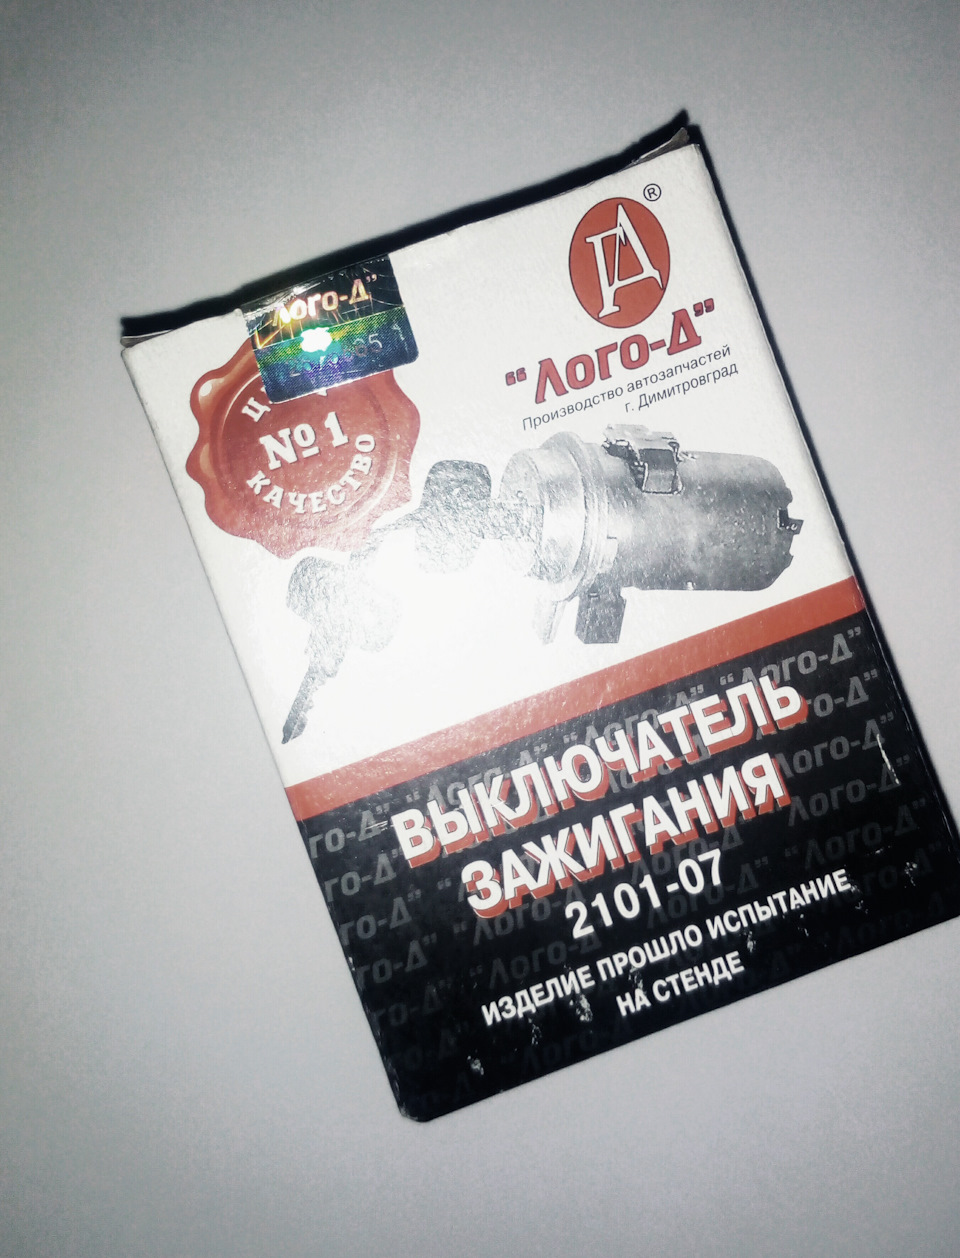 ®
"Лого-Д"
Производство автозапчастей
г. Димитровград
Лого-Д"
№1
КАЧЕСТВО
ВЫКЛЮЧАТЕЛЬ
ЗАЖИГАНИЯ
2101-07
ИЗДЕЛИЕ ПРОШЛО ИСПЫТАНИЕ
НА СТЕНДЕ